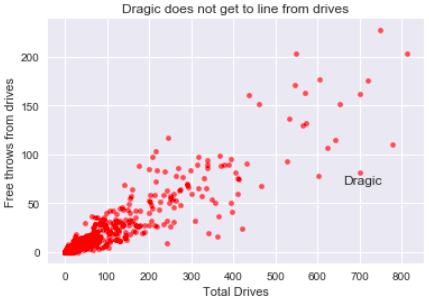 Dragic does not get to line from drives
200
150
100
50
0
Free throws from drives
Dragic
0 100 200 300 400 500 600 700 800
Total Drives